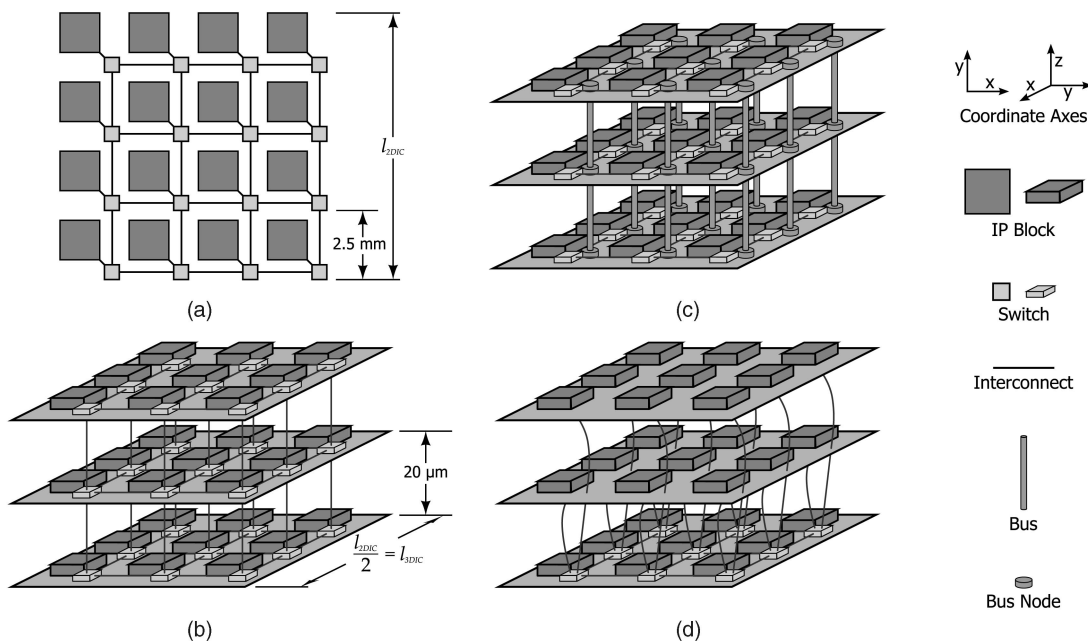 l2DIC
2.5 mm
(a)
(c)
y
x
z
x
y
Coordinate Axes
IP Block
Switch
Interconnect
Bus
Bus Node
20 µm
l2DIC
2
= l3DIC
(b)
(d)